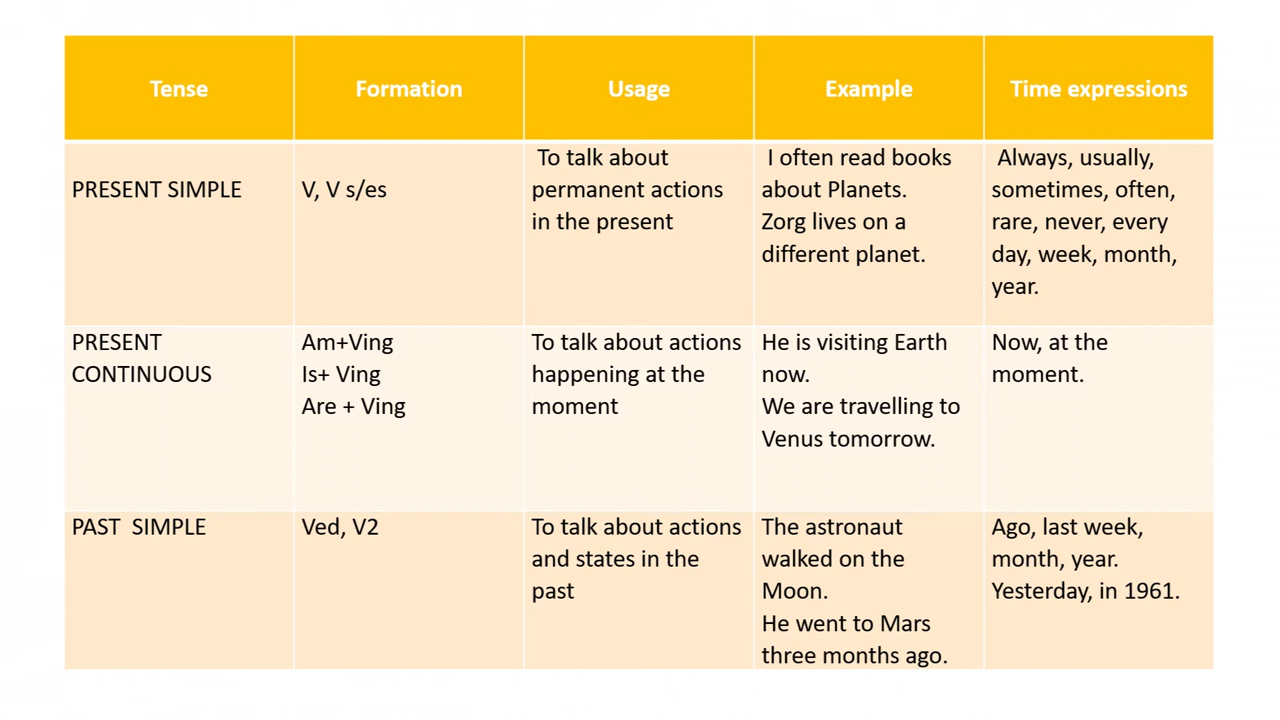 Tense
Formation
Usage
Example
Time expressions
PRESENT SIMPLE
V, V s/es
To talk about
permanent actions
in the present
I often read books
about Planets.
Zorg lives on a
different planet.
Always, usually,
sometimes, often,
rare, never, every
day, week, month,
year.
PRESENT
CONTINUOUS
Am+Ving
Is+ Ving
Are + Ving
To talk about actions
happening at the
moment
He is visiting Earth
now.
We are travelling to
Venus tomorrow.
Now, at the
moment.
PAST  SIMPLE
Ved, V2
To talk about actions
and states in the
past
The astronaut
walked on the
Moon.
He went to Mars
three months ago.
Ago, last week,
month, year.
Yesterday, in 1961.